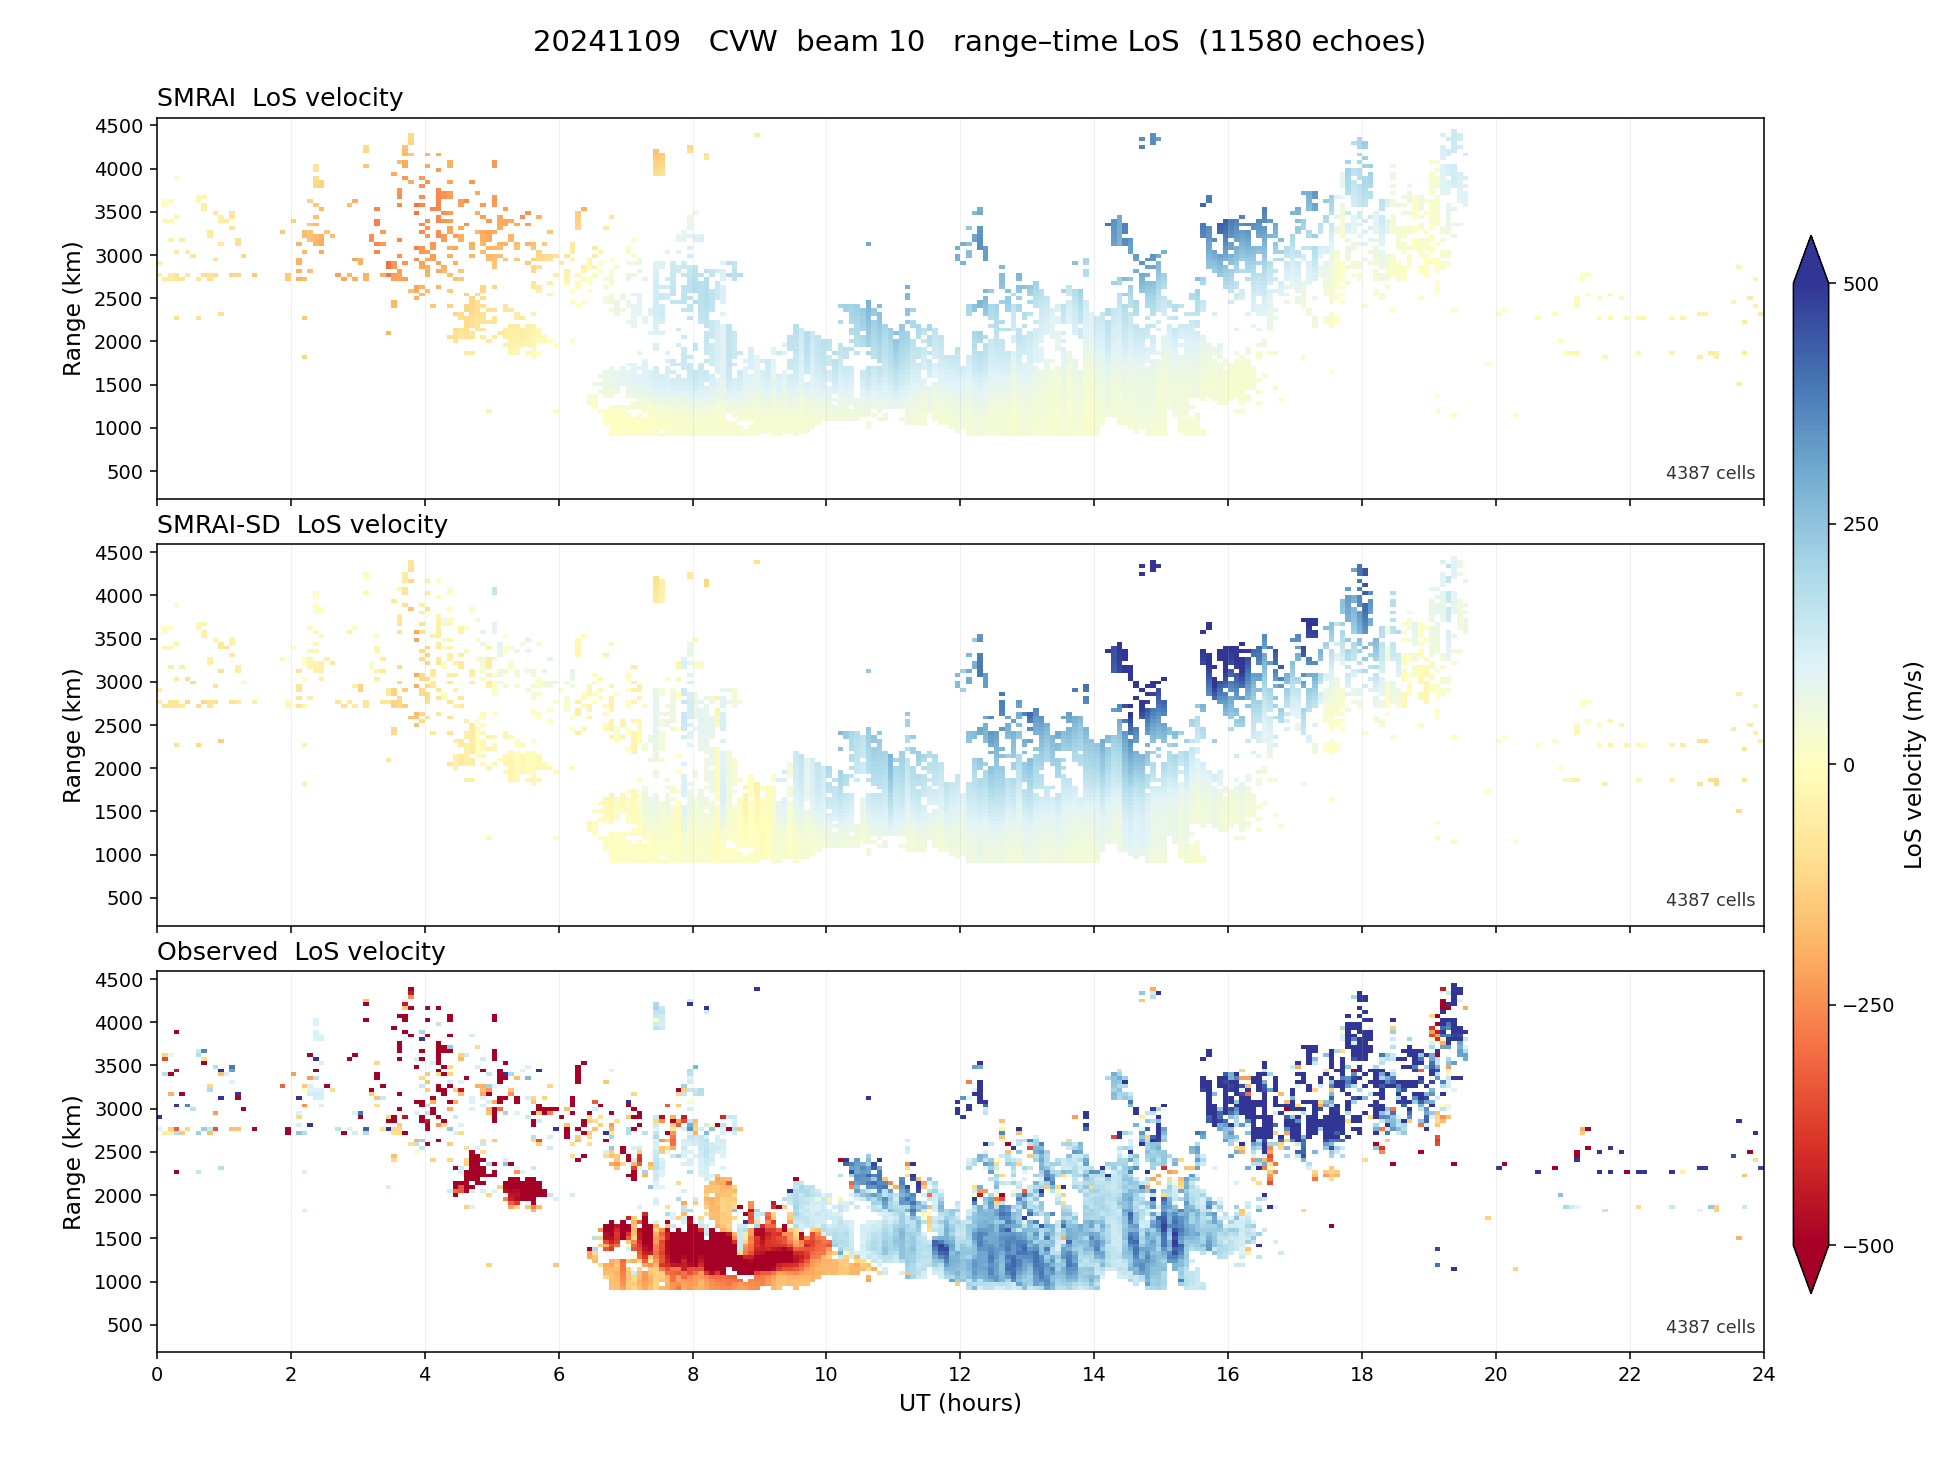 20241109   CVW  beam 10   range–time LoS  (11580 echoes)
SMRAI  LoS velocity
4500
4000
3500
3000
2500
2000
1500
1000
500
Range (km)
4387 cells
SMRAI-SD  LoS velocity
4500
4000
3500
3000
2500
2000
1500
1000
500
Range (km)
4387 cells
Observed  LoS velocity
4500
4000
3500
3000
2500
2000
1500
1000
500
Range (km)
4387 cells
0 2 4 6 8 10 12 14 16 18 20 22 24
UT (hours)
500
250
0
−250
−500
LoS velocity (m/s)